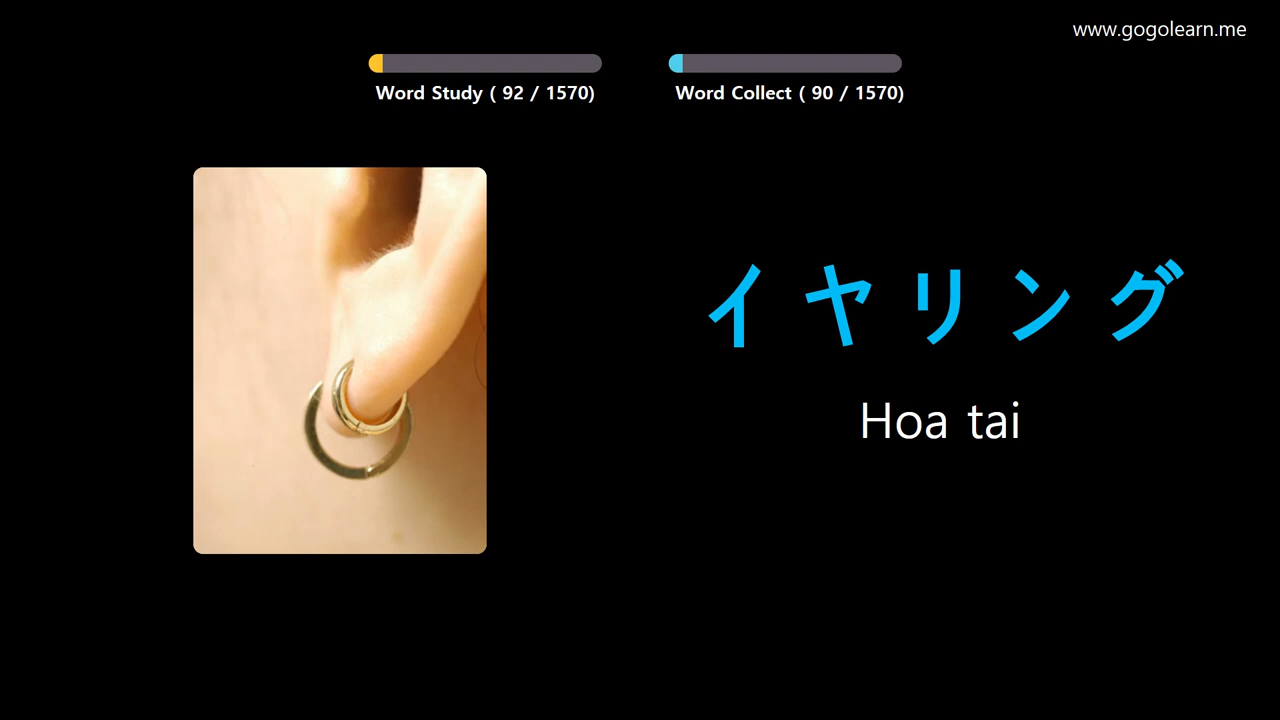 www.gogolearn.me
Word Study ( 92 / 1570)
Word Collect ( 90 / 1570)
イヤリング
Hoa tai